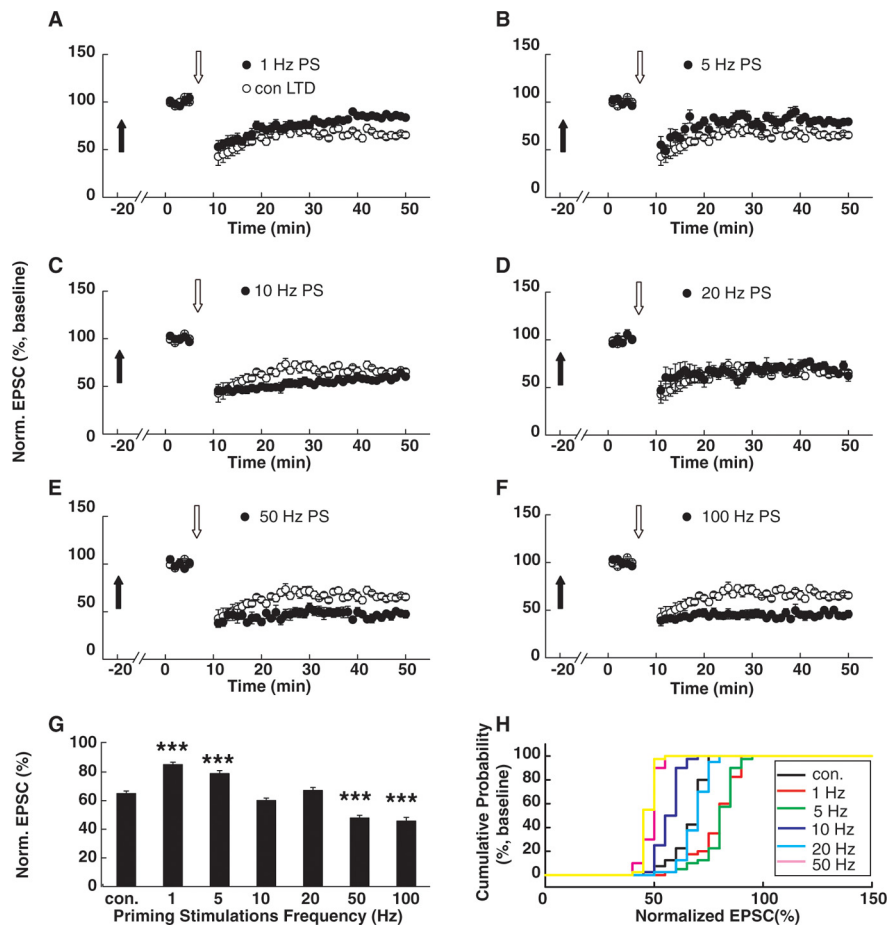 A
B
150
100
50
0
1 Hz PS
con LTD
-20 0 10 20 30 40 50
Time (min)
150
100
50
0
5 Hz PS
-20 0 10 20 30 40 50
Time (min)
C
D
Norm. EPSC (%, baseline)
150
100
50
0
10 Hz PS
-20 0 10 20 30 40 50
Time (min)
150
100
50
0
20 Hz PS
-20 0 10 20 30 40 50
Time (min)
E
F
150
100
50
0
50 Hz PS
-20 0 10 20 30 40 50
Time (min)
150
100
50
0
100 Hz PS
-20 0 10 20 30 40 50
Time (min)
G
Norm. EPSC (%)
100
80
60
40
20
0
*** *** *** ***
con. 1 5 10 20 50 100
Priming Stimulations Frequency (Hz)
H
Cumulative Probability
(%, baseline)
100
80
60
40
20
0
con.
1 Hz
5 Hz
10 Hz
20 Hz
50 Hz
0 50 100 150
Normalized EPSC(%)